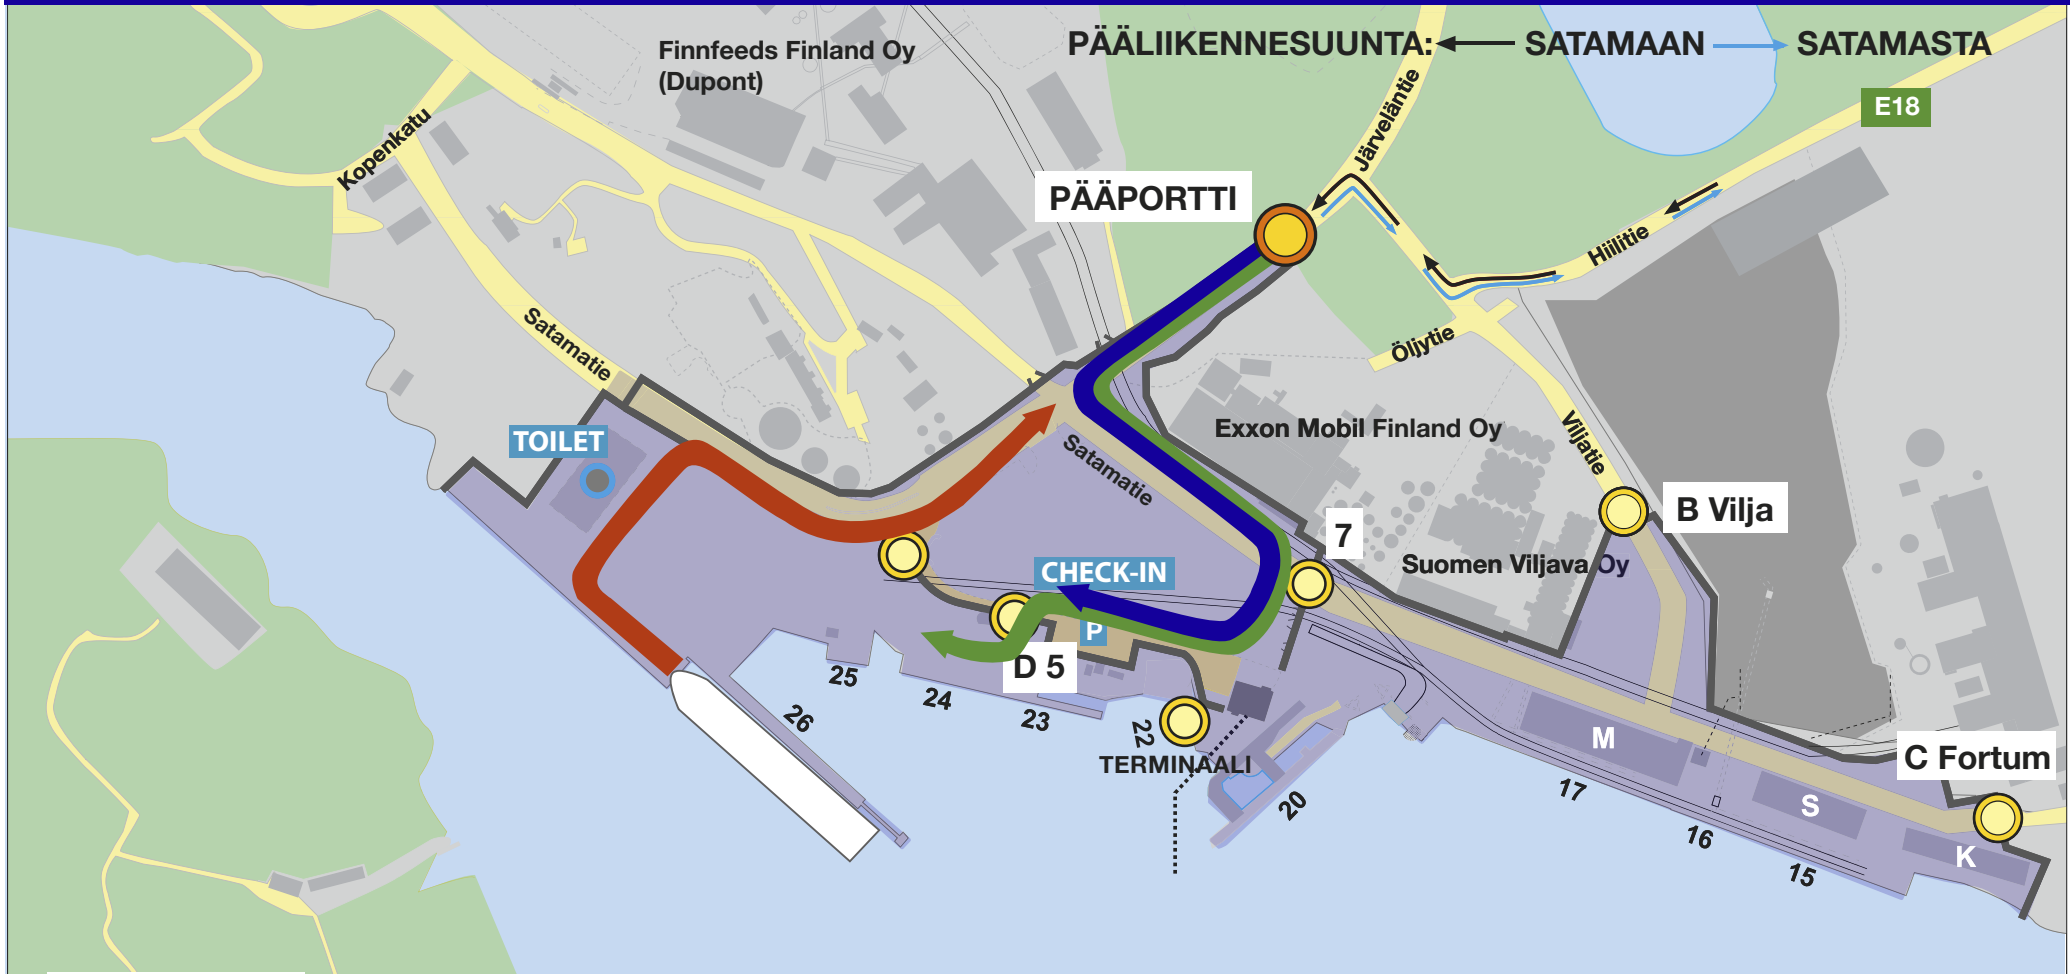 PÄÄLIIKENNESUUNTA: SATAMAAN SATAMASTA
Finnfeeds Finland Oy
(Dupont)
E18
Järveläntie
Kopenkatu
PÄÄPORTTI
Hiilitie
Satamatie
Öljytie
TOILET
Satamatie
Exxon Mobil Finland Oy
Viljatie
B Vilja
7
Suomen Viljava Oy
CHECK-IN
P
D 5
25
24
23
22
26
TERMINAALI
20
M
17
C Fortum
S
16
K
15